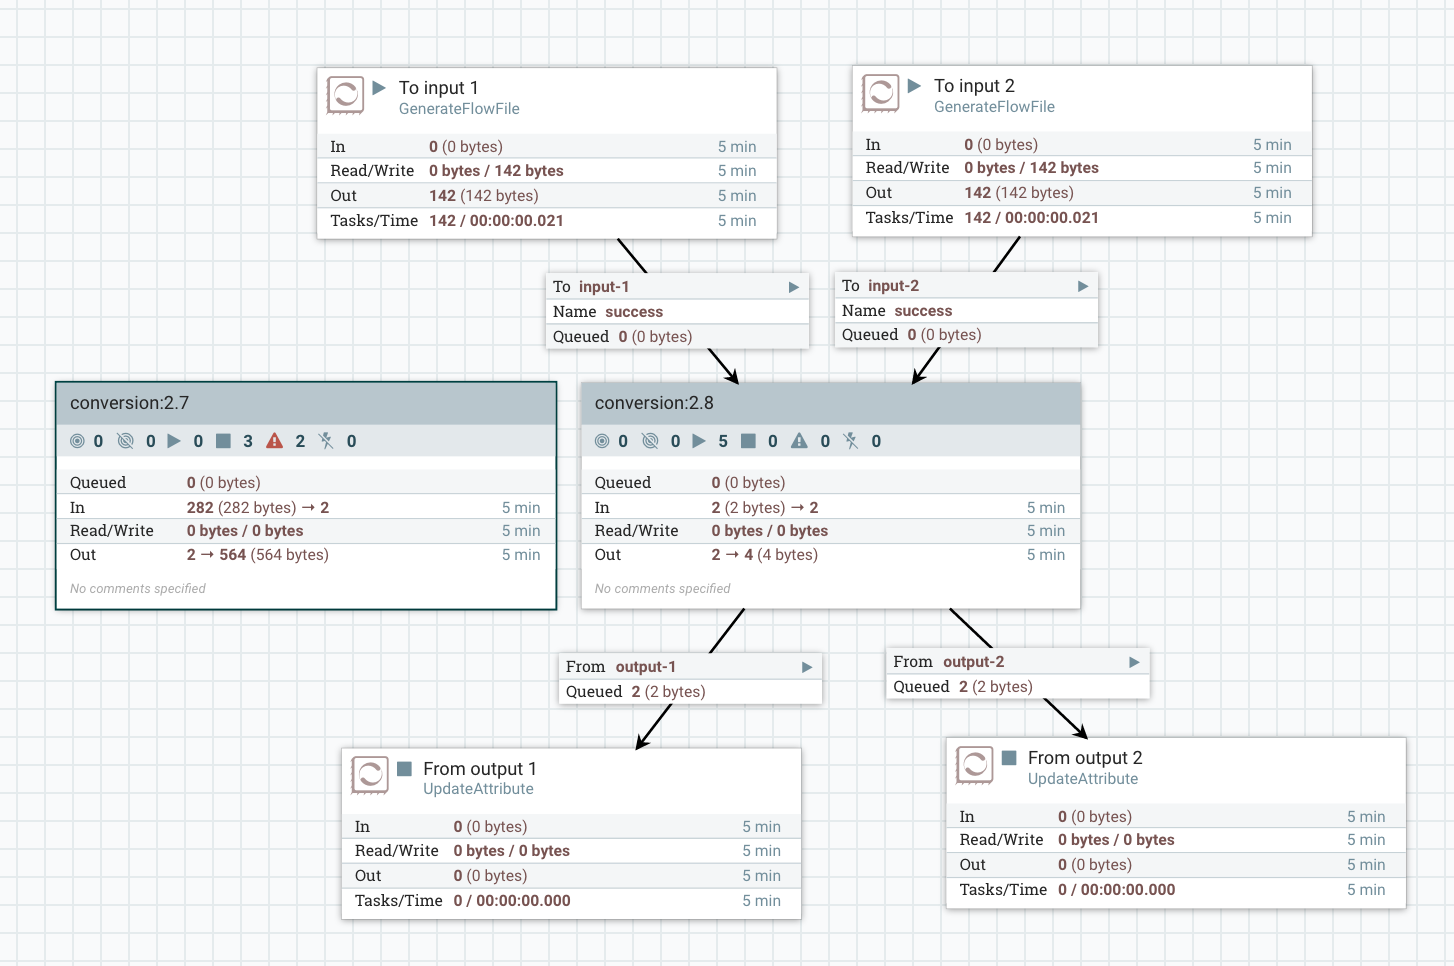 To input 1
GenerateFlowFile
In 0 (0 bytes) 5 min
Read/Write 0 bytes / 142 bytes 5 min
Out 142 (142 bytes) 5 min
Tasks/Time 142 / 00:00:00.021 5 min
To input 2
GenerateFlowFile
In 0 (0 bytes) 5 min
Read/Write 0 bytes / 142 bytes 5 min
Out 142 (142 bytes) 5 min
Tasks/Time 142 / 00:00:00.021 5 min
To input-1
Name success
Queued 0 (0 bytes)
To input-2
Name success
Queued 0 (0 bytes)
conversion:2.7
0 0 0 3 2 0
Queued 0 (0 bytes)
In 282 (282 bytes) → 2 5 min
Read/Write 0 bytes / 0 bytes 5 min
Out 2 → 564 (564 bytes) 5 min
No comments specified
conversion:2.8
0 0 5 0 0 0
Queued 0 (0 bytes)
In 2 (2 bytes) → 2 5 min
Read/Write 0 bytes / 0 bytes 5 min
Out 2 → 4 (4 bytes) 5 min
No comments specified
From output-1
Queued 2 (2 bytes)
From output-2
Queued 2 (2 bytes)
From output 1
UpdateAttribute
In 0 (0 bytes) 5 min
Read/Write 0 bytes / 0 bytes 5 min
Out 0 (0 bytes) 5 min
Tasks/Time 0 / 00:00:00.000 5 min
From output 2
UpdateAttribute
In 0 (0 bytes) 5 min
Read/Write 0 bytes / 0 bytes 5 min
Out 0 (0 bytes) 5 min
Tasks/Time 0 / 00:00:00.000 5 min